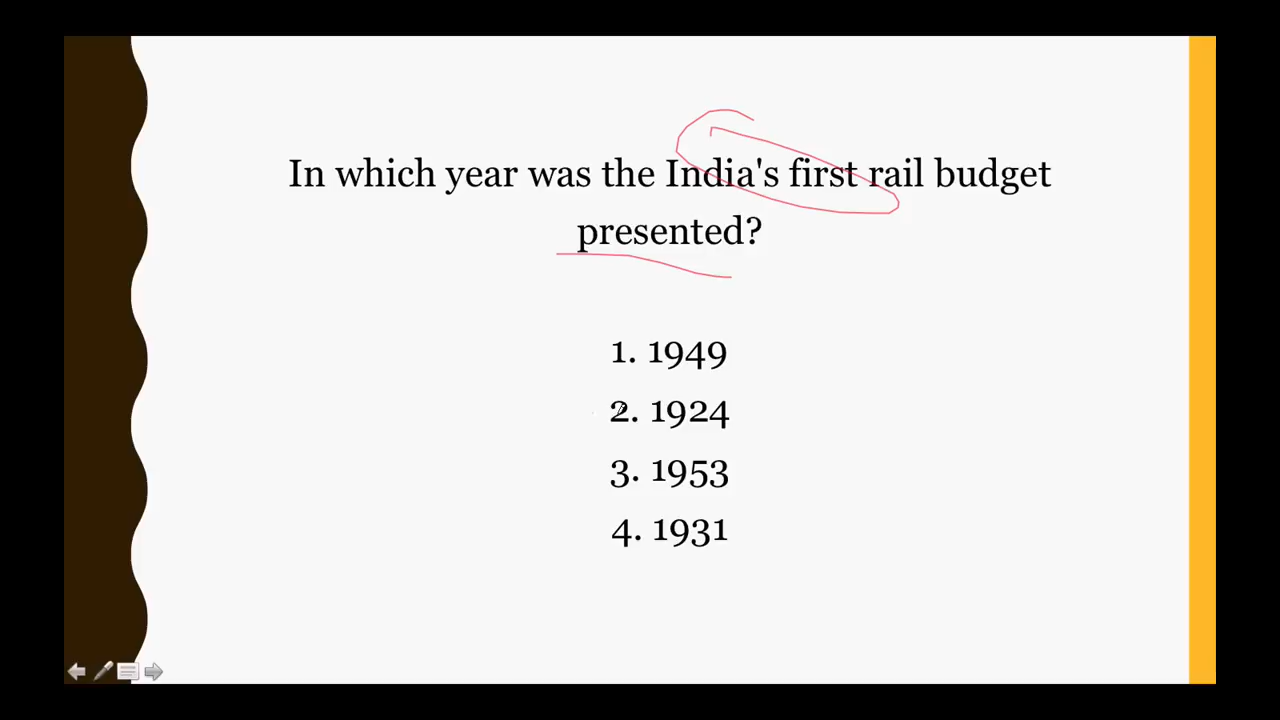 In which year was the India's first rail budget
presented?
1. 1949
2. 1924
3. 1953
4. 1931